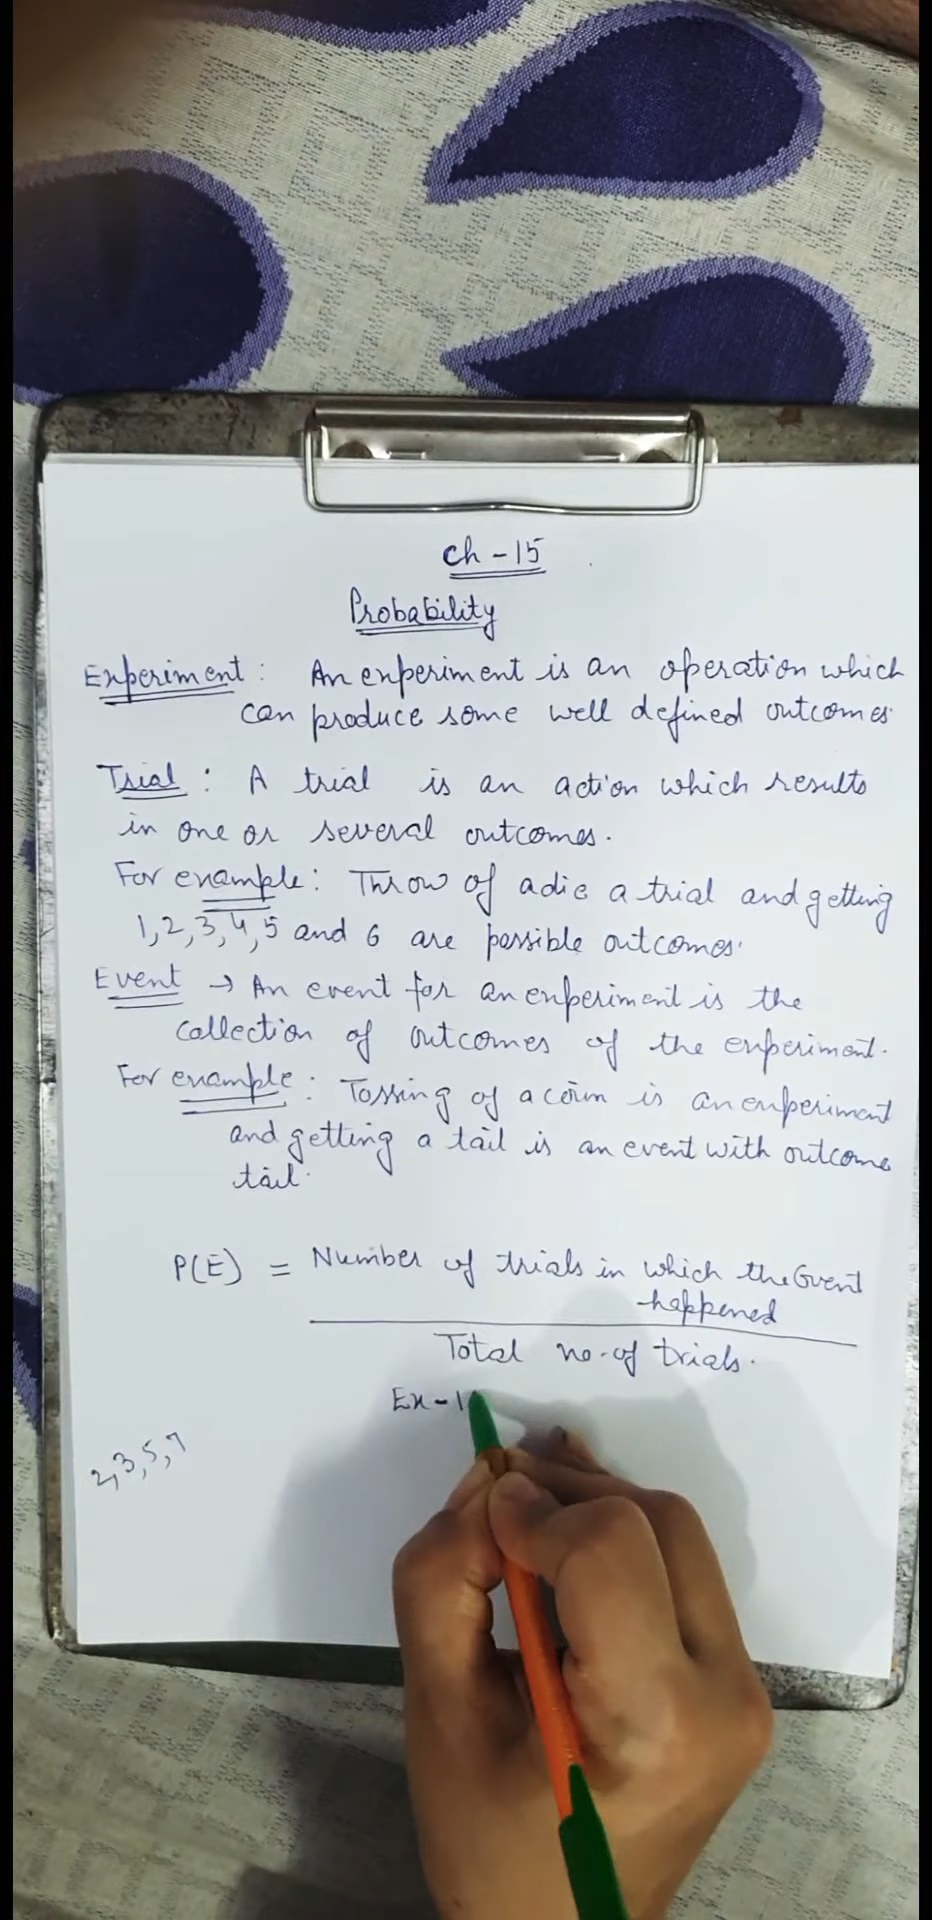 Ch - 15
Probability
Experiment : An experiment is an operation which
can produce some well defined outcomes.
Trial : A trial is an action which results
in one or several outcomes.
For example : Throw of a die a trial and getting
1, 2, 3, 4, 5 and 6 are possible outcomes.
Event → An event for an experiment is the
collection of outcomes of the experiment.
For example : Tossing of a coin is an experiment
and getting a tail is an event with outcome
tail.
P(E) = Number of trials in which the Event
happened
Total no. of trials.
Ex - 1
2, 3, 5, 7